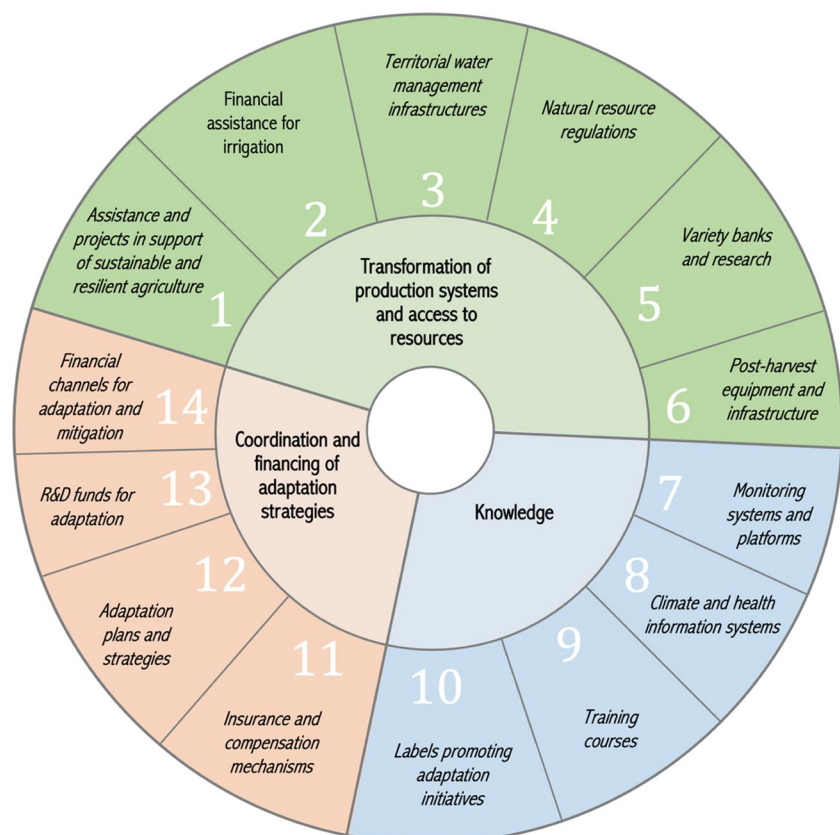 Assistance and
projects in support
of sustainable and
resilient agriculture
1
Financial
assistance for
irrigation
2
Territorial water
management
infrastructures
3
Natural resource
regulations
4
Variety banks
and research
5
Post-harvest
equipment and
infrastructure
6
Monitoring
systems and
platforms
7
Climate and health
information systems
8
Training
courses
9
Labels promoting
adaptation
initiatives
10
Insurance and
compensation
mechanisms
11
Adaptation
plans and
strategies
12
R&D funds for
adaptation
13
Financial
channels for
adaptation and
mitigation
14
Transformation of
production systems
and access to
resources
Knowledge
Coordination and
financing of
adaptation
strategies